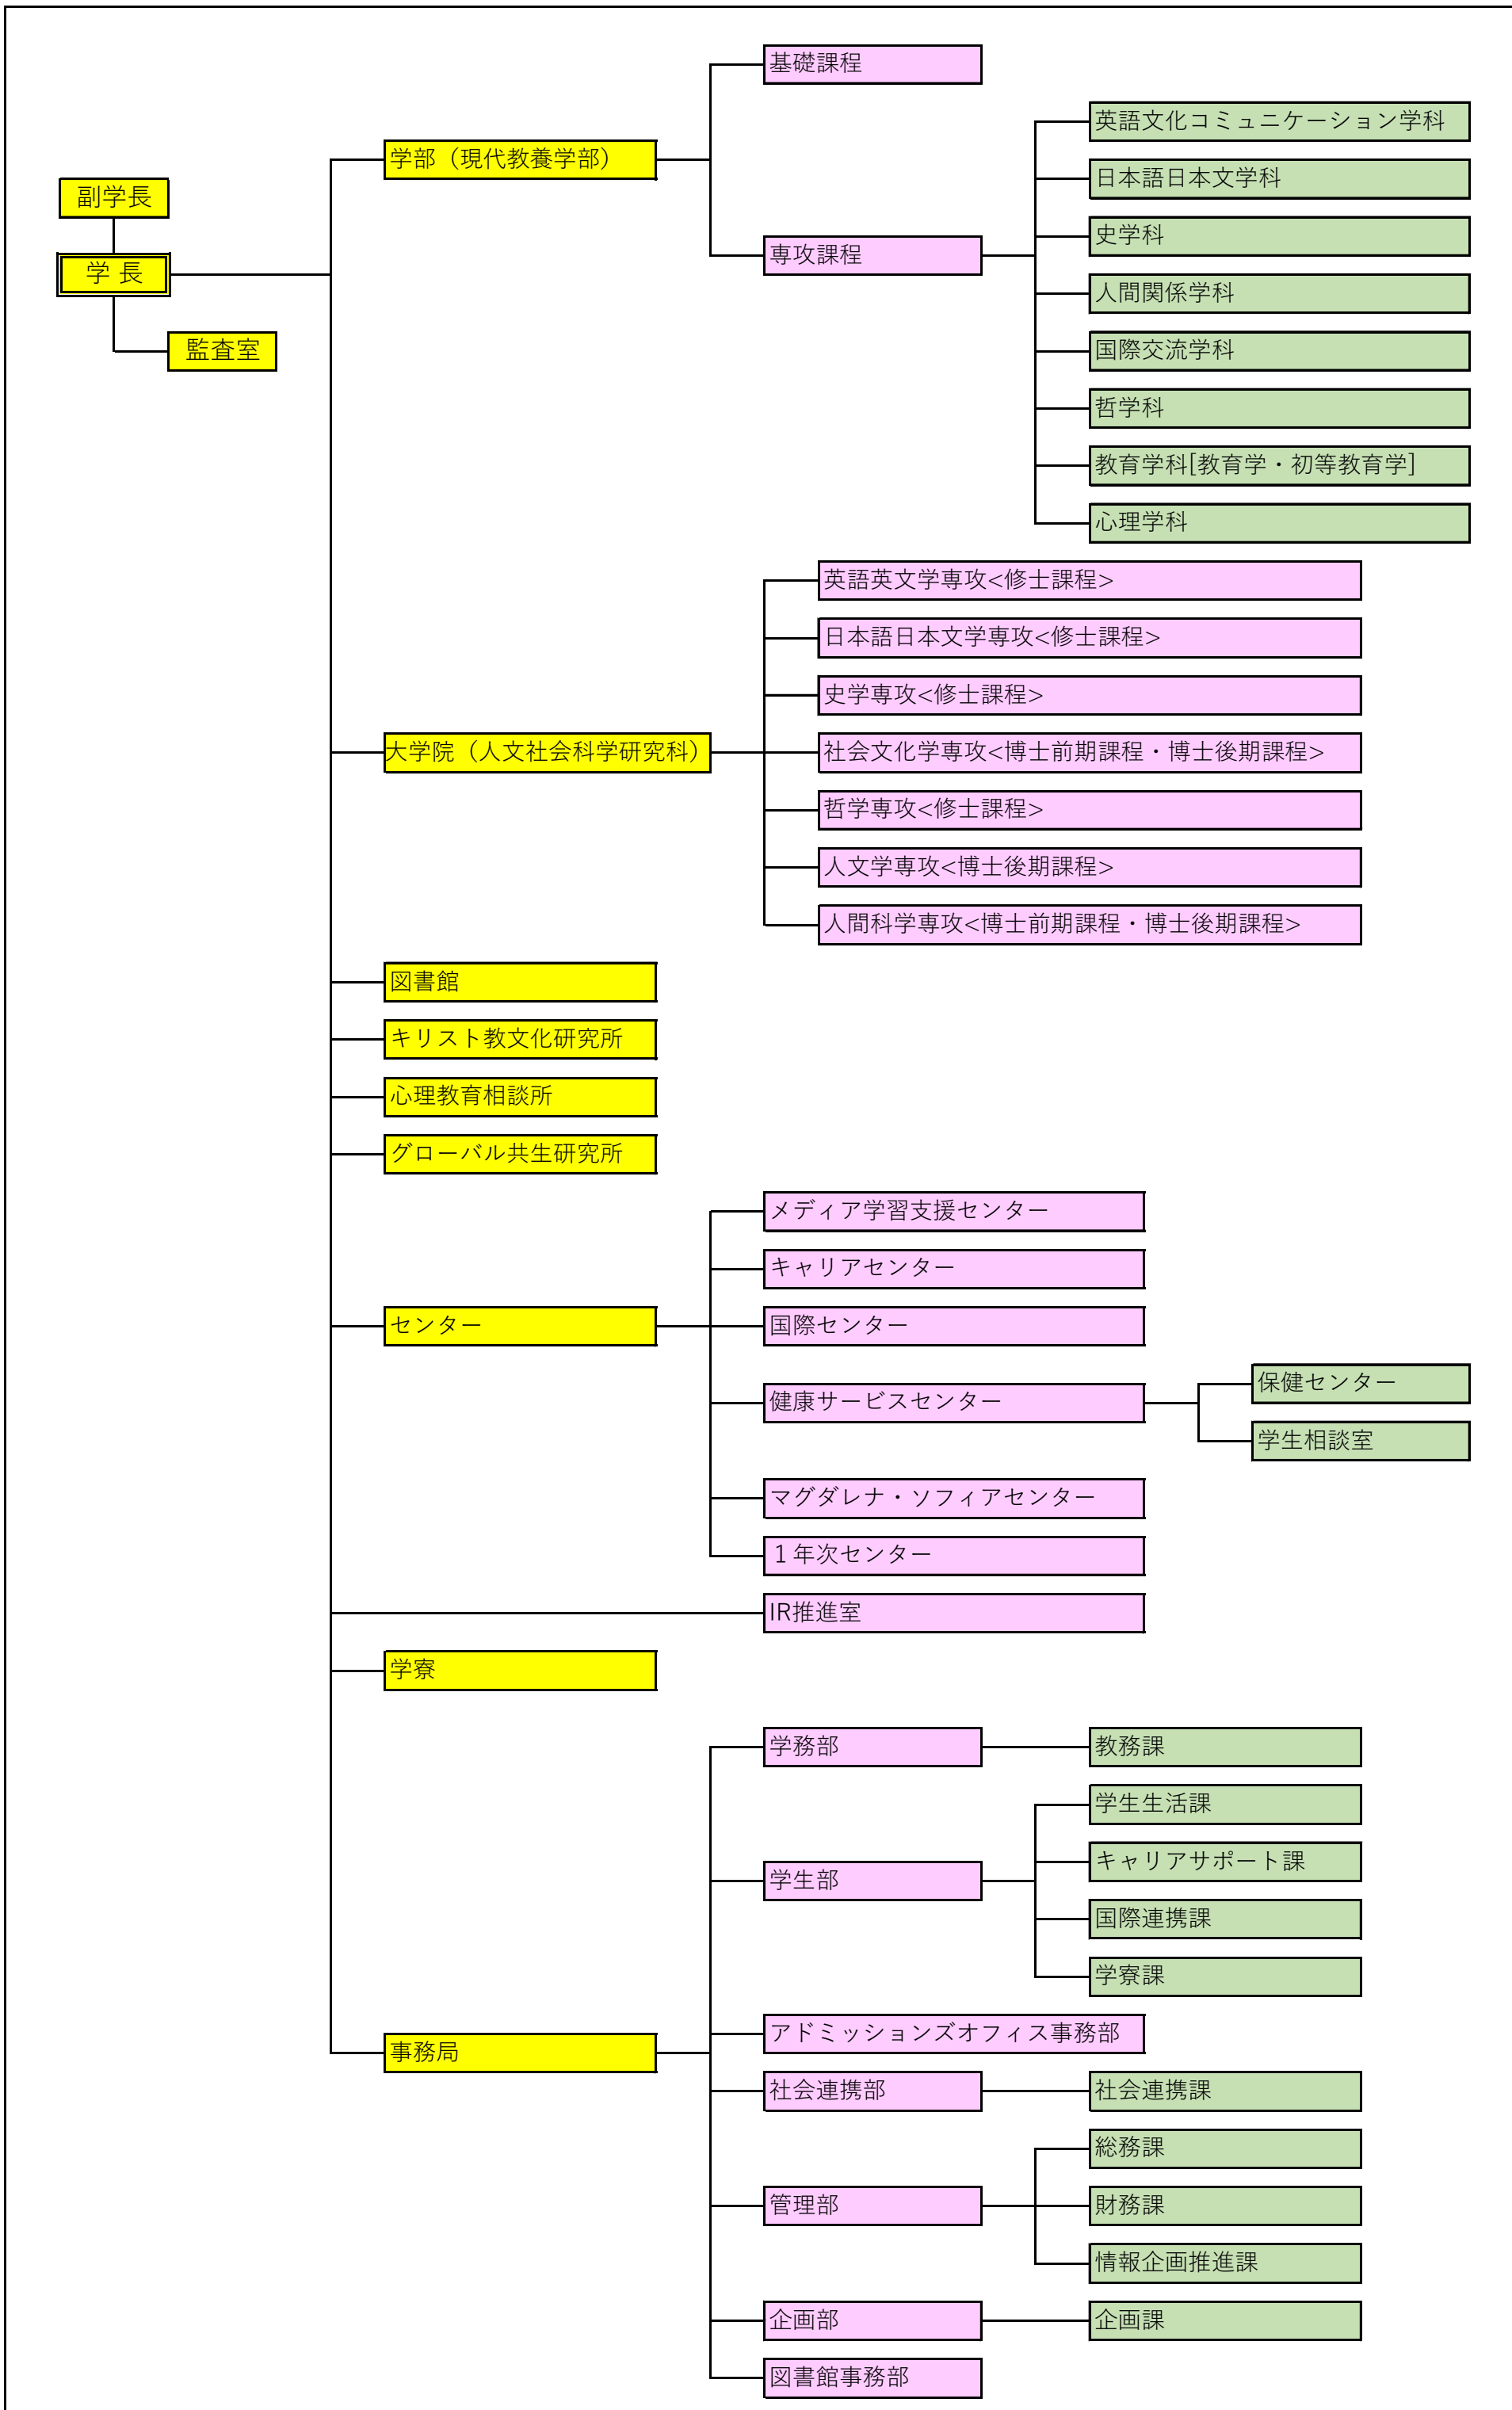 基礎課程
英語文化コミュニケーション学科
学部（現代教養学部）
日本語日本文学科
副学長
史学科
専攻課程
学 長
人間関係学科
監査室
国際交流学科
哲学科
教育学科[教育学・初等教育学]
心理学科
英語英文学専攻<修士課程>
日本語日本文学専攻<修士課程>
史学専攻<修士課程>
大学院（人文社会科学研究科）
社会文化学専攻<博士前期課程・博士後期課程>
哲学専攻<修士課程>
人文学専攻<博士後期課程>
人間科学専攻<博士前期課程・博士後期課程>
図書館
キリスト教文化研究所
心理教育相談所
グローバル共生研究所
メディア学習支援センター
キャリアセンター
センター
国際センター
保健センター
健康サービスセンター
学生相談室
マグダレナ・ソフィアセンター
１年次センター
IR推進室
学寮
学務部
教務課
学生生活課
キャリアサポート課
学生部
国際連携課
学寮課
アドミッションズオフィス事務部
事務局
社会連携部
社会連携課
総務課
管理部
財務課
情報企画推進課
企画部
企画課
図書館事務部